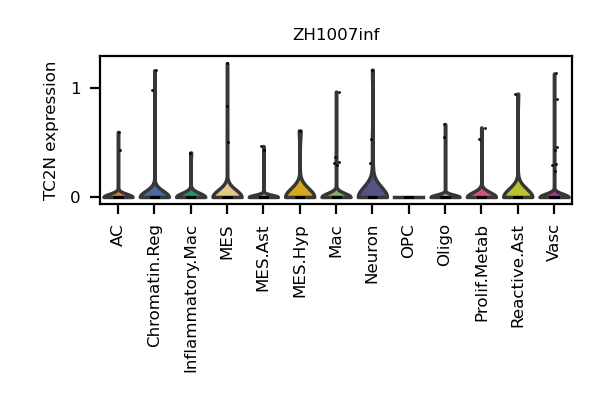 ZH1007inf
TC2N expression
1
0
AC
Chromatin.Reg
Inflammatory.Mac
MES
MES.Ast
MES.Hyp
Mac
Neuron
OPC
Oligo
Prolif.Metab
Reactive.Ast
Vasc